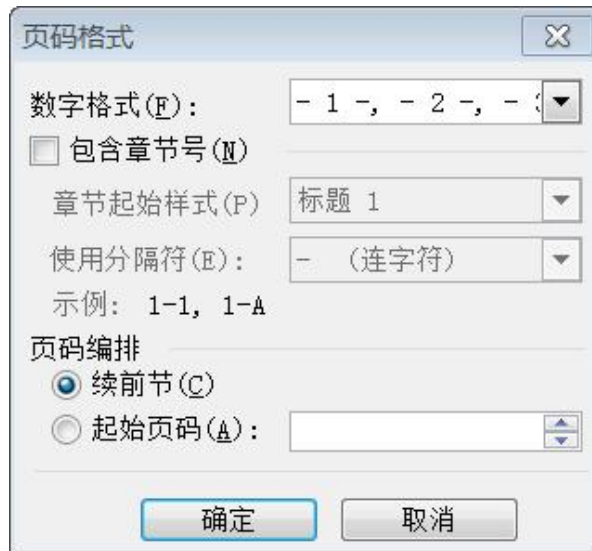 页码格式
数字格式(F): - 1 -, - 2 -, - 3
包含章节号(N)
章节起始样式(P) 标题 1
使用分隔符(E): - (连字符)
示例: 1-1, 1-A
页码编排
续前节(C)
起始页码(A):
确定 取消